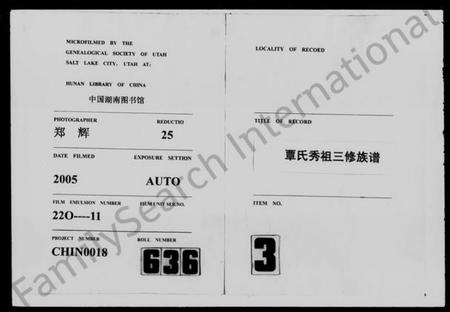 MICROFILMED BY THE
GENEALOGICAL SOCIETY OF UTAH
SALT LAKE CITY, UTAH AT:
HUNAN LIBRARY OF CHINA
中国湖南图书馆
PHOTOGRAPHER REDUCTIO
郑 辉 25
DATE FILMED EXPOSURE SETTION
2005 AUTO
FILM EMULSION NUMBER FILM UNIT SER.NO.
22O----11
PROJECT NUMBER ROLL NUMBER
CHIN0018 636
LOCALITY OF RECOED
TITLE OF RECORD
覃氏秀祖三修族谱
ITEM NO.
3
FamilySearch International